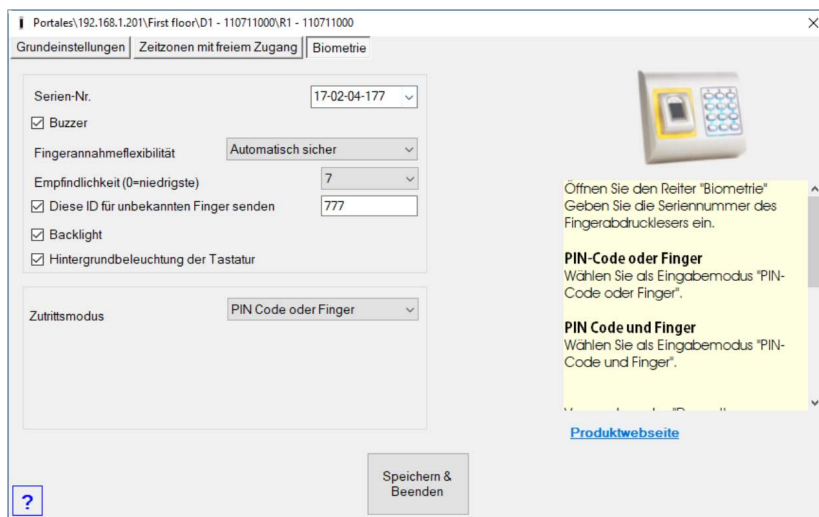 Portales\192.168.1.201\First floor\D1 - 110711000\R1 - 110711000
Grundeinstellungen Zeitzonen mit freiem Zugang Biometrie
Serien-Nr. 17-02-04-177
Buzzer
Fingerannahmeflexibilität Automatisch sicher
Empfindlichkeit (0=niedrigste) 7
Diese ID für unbekannten Finger senden 777
Backlight
Hintergrundbeleuchtung der Tastatur
Zutrittsmodus PIN Code oder Finger
Öffnen Sie den Reiter "Biometrie"
Geben Sie die Seriennummer des
Fingerabdrucklesers ein.
PIN-Code oder Finger
Wählen Sie als Eingabemodus "PIN-
Code oder Finger".
PIN Code und Finger
Wählen Sie als Eingabemodus "PIN-
Code und Finger".
Produktwebseite
Speichern &
Beenden
?